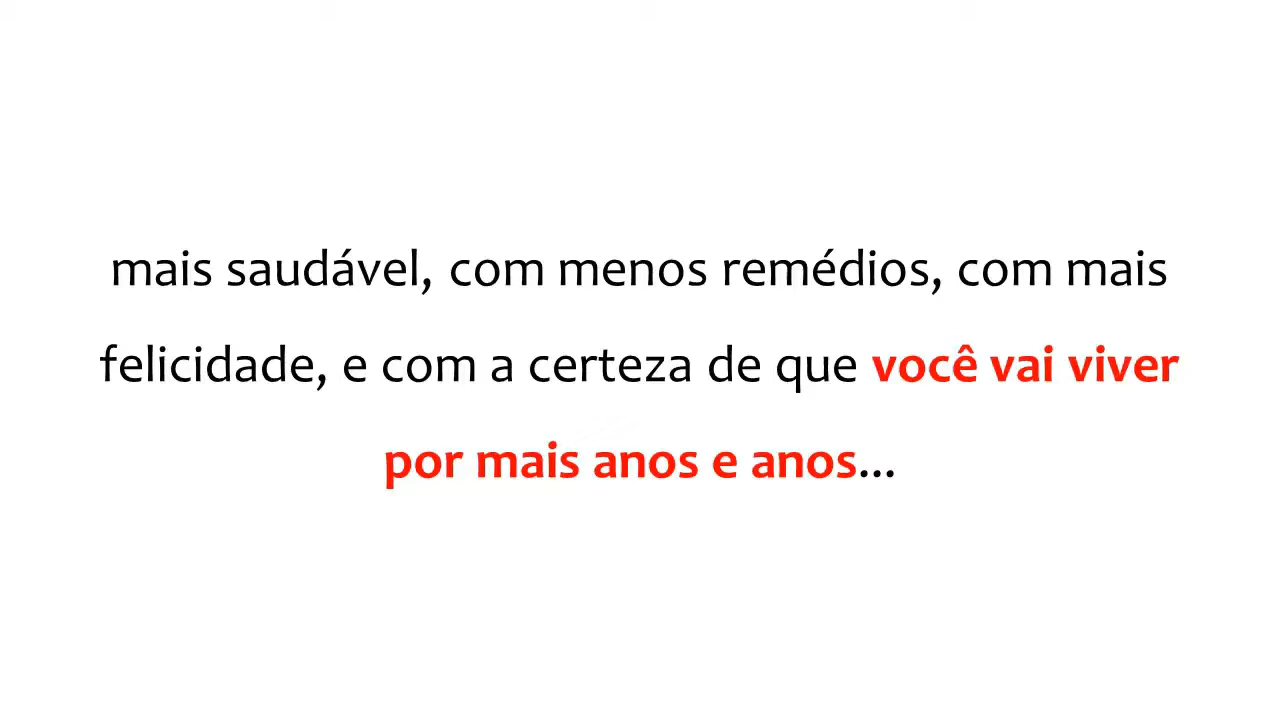 mais saudável, com menos remédios, com mais
felicidade, e com a certeza de que você vai viver
por mais anos e anos...